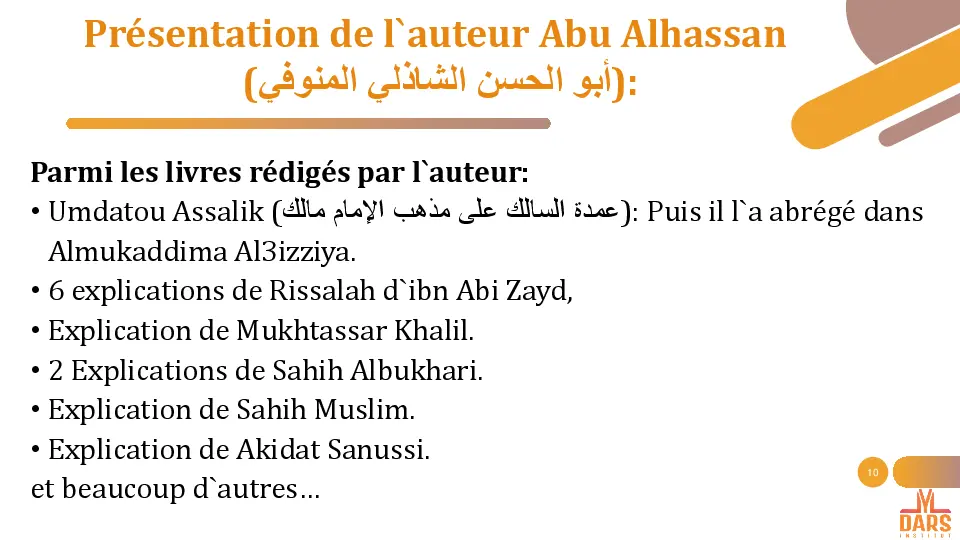 Présentation de l`auteur Abu Alhassan
(أبو الحسن الشاذلي المنوفي):
Parmi les livres rédigés par l`auteur:
• Umdatou Assalik (عمدة السالك على مذهب الإمام مالك): Puis il l`a abrégé dans
Almukaddima Al3izziya.
• 6 explications de Rissalah d`ibn Abi Zayd,
• Explication de Mukhtassar Khalil.
• 2 Explications de Sahih Albukhari.
• Explication de Sahih Muslim.
• Explication de Akidat Sanussi.
et beaucoup d`autres…
10
DARS
INSTITUT